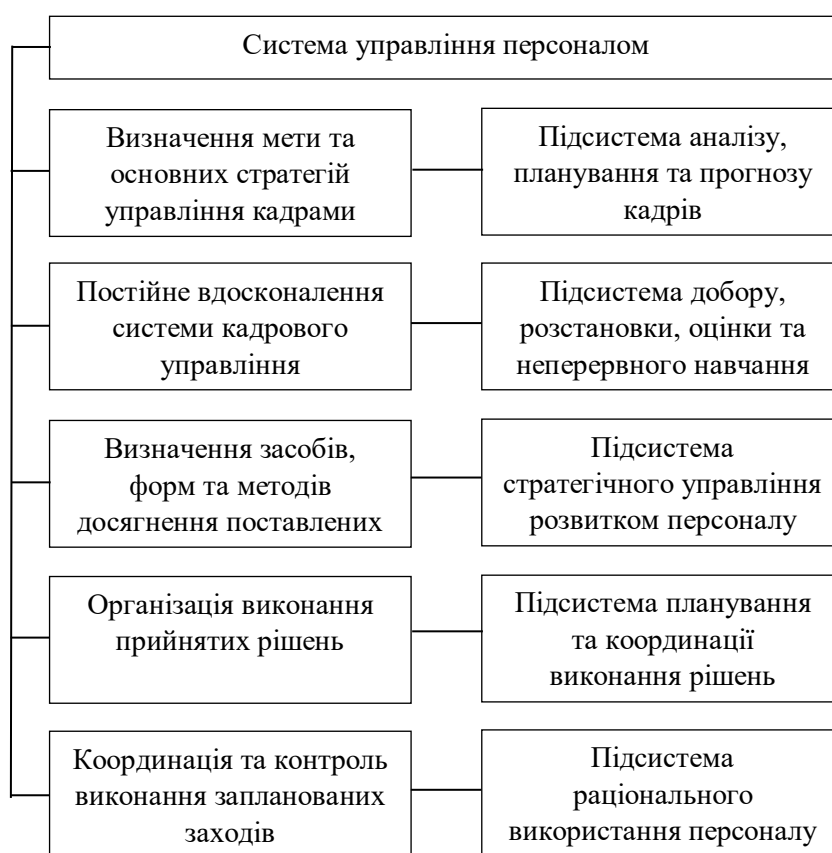 Система управління персоналом
Визначення мети та
основних стратегій
управління кадрами
Підсистема аналізу,
планування та прогнозу
кадрів
Постійне вдосконалення
системи кадрового
управління
Підсистема добору,
розстановки, оцінки та
неперервного навчання
Визначення засобів,
форм та методів
досягнення поставлених
Підсистема
стратегічного управління
розвитком персоналу
Організація виконання
прийнятих рішень
Підсистема планування
та координації
виконання рішень
Координація та контроль
виконання запланованих
заходів
Підсистема
раціонального
використання персоналу